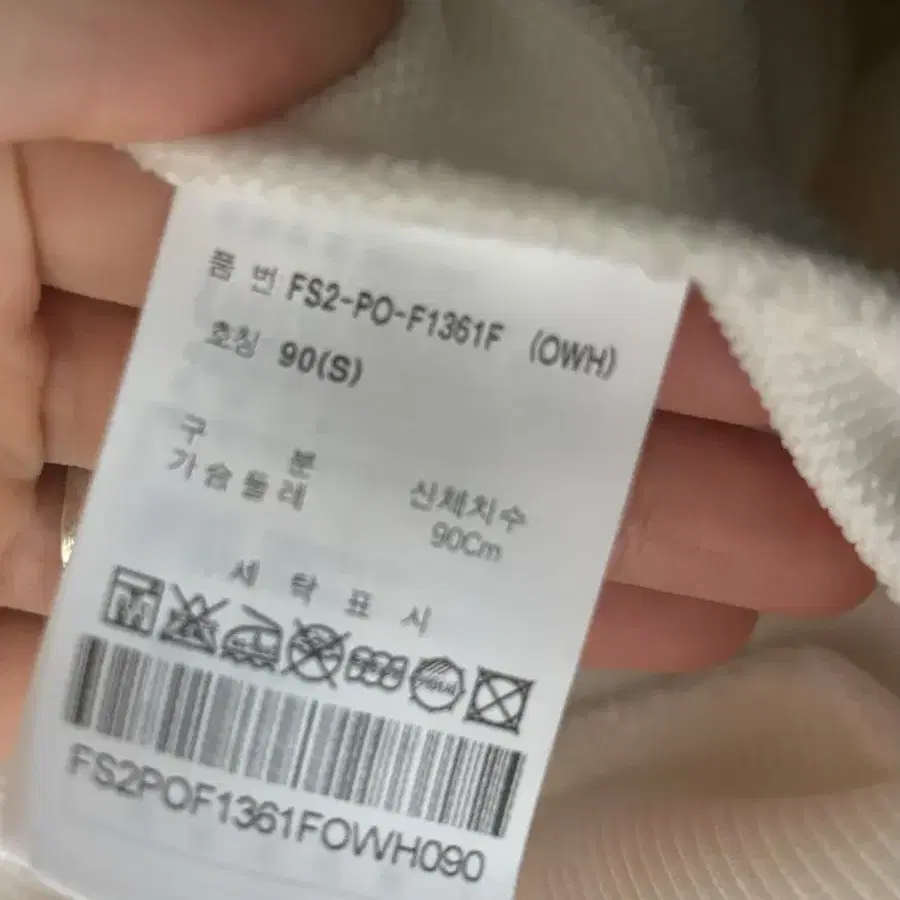 품 번 FS2-PO-F1361F (OWH)
호칭 90(S)
구 분 신체치수
가슴둘레 90Cm
세 탁 표 시
FS2POF1361FOWH090